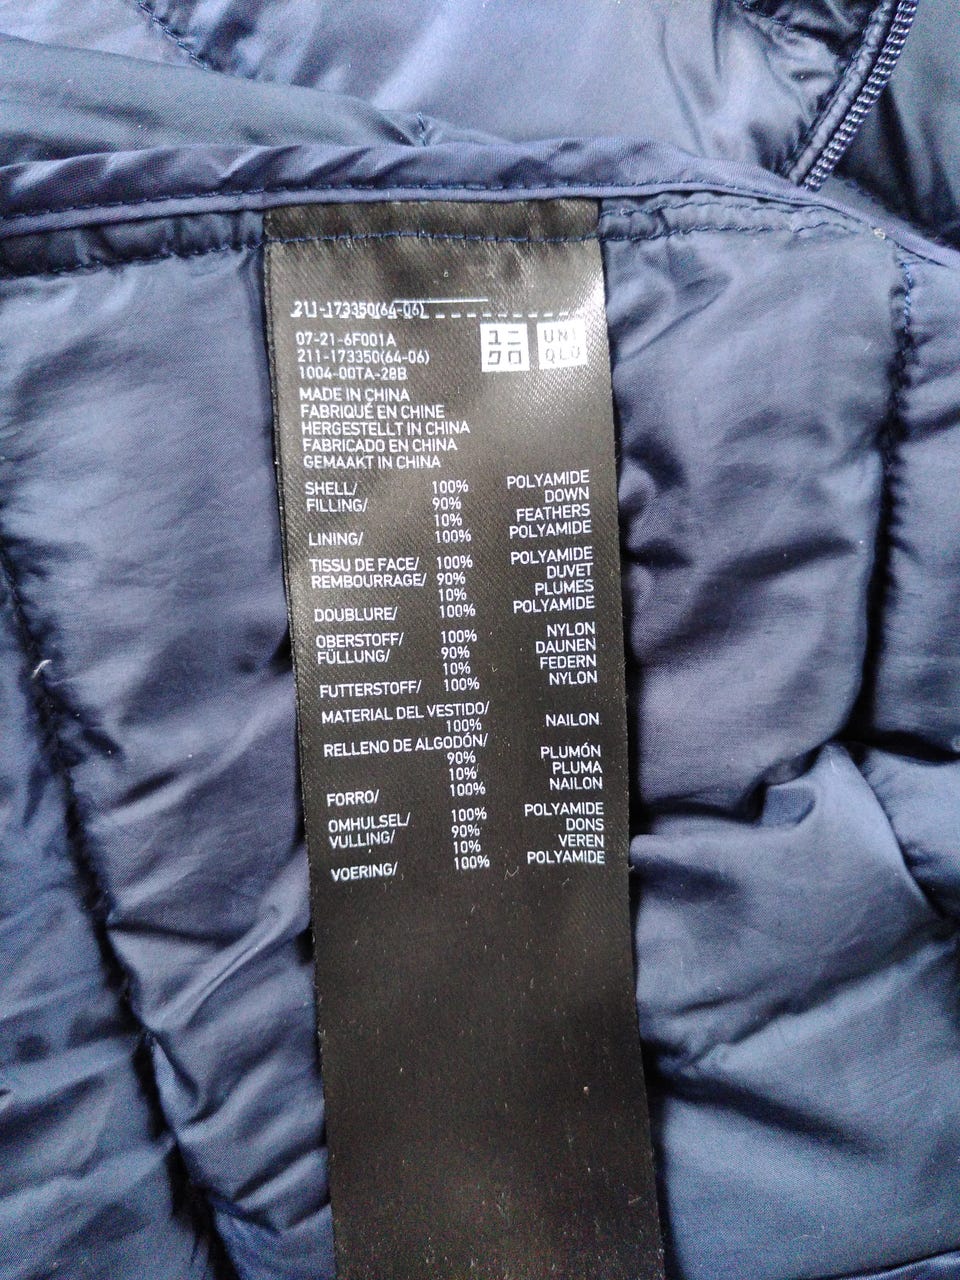 211-173350(64-06)
07-21-6F001A
211-173350(64-06)
1004-00TA-28B
ユニ
クロ
UNI
QLO
MADE IN CHINA
FABRIQUÉ EN CHINE
HERGESTELLT IN CHINA
FABRICADO EN CHINA
GEMAAKT IN CHINA
SHELL/ 100% POLYAMIDE
FILLING/ 90% DOWN
10% FEATHERS
LINING/ 100% POLYAMIDE
TISSU DE FACE/ 100% POLYAMIDE
REMBOURRAGE/ 90% DUVET
10% PLUMES
DOUBLURE/ 100% POLYAMIDE
OBERSTOFF/ 100% NYLON
FÜLLUNG/ 90% DAUNEN
10% FEDERN
FUTTERSTOFF/ 100% NYLON
MATERIAL DEL VESTIDO/
100% NAILON
RELLENO DE ALGODÓN/
90% PLUMÓN
10% PLUMA
FORRO/ 100% NAILON
OMHULSEL/ 100% POLYAMIDE
VULLING/ 90% DONS
10% VEREN
VOERING/ 100% POLYAMIDE